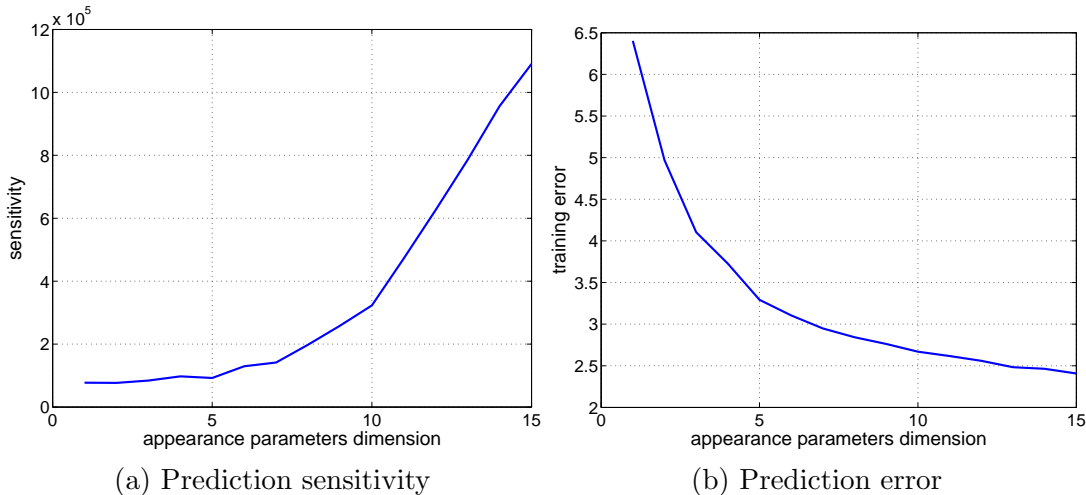 x 10^5
12
10
8
6
4
2
0
0 5 10 15
sensitivity
appearance parameters dimension
(a) Prediction sensitivity
6.5
6
5.5
5
4.5
4
3.5
3
2.5
2
0 5 10 15
training error
appearance parameters dimension
(b) Prediction error